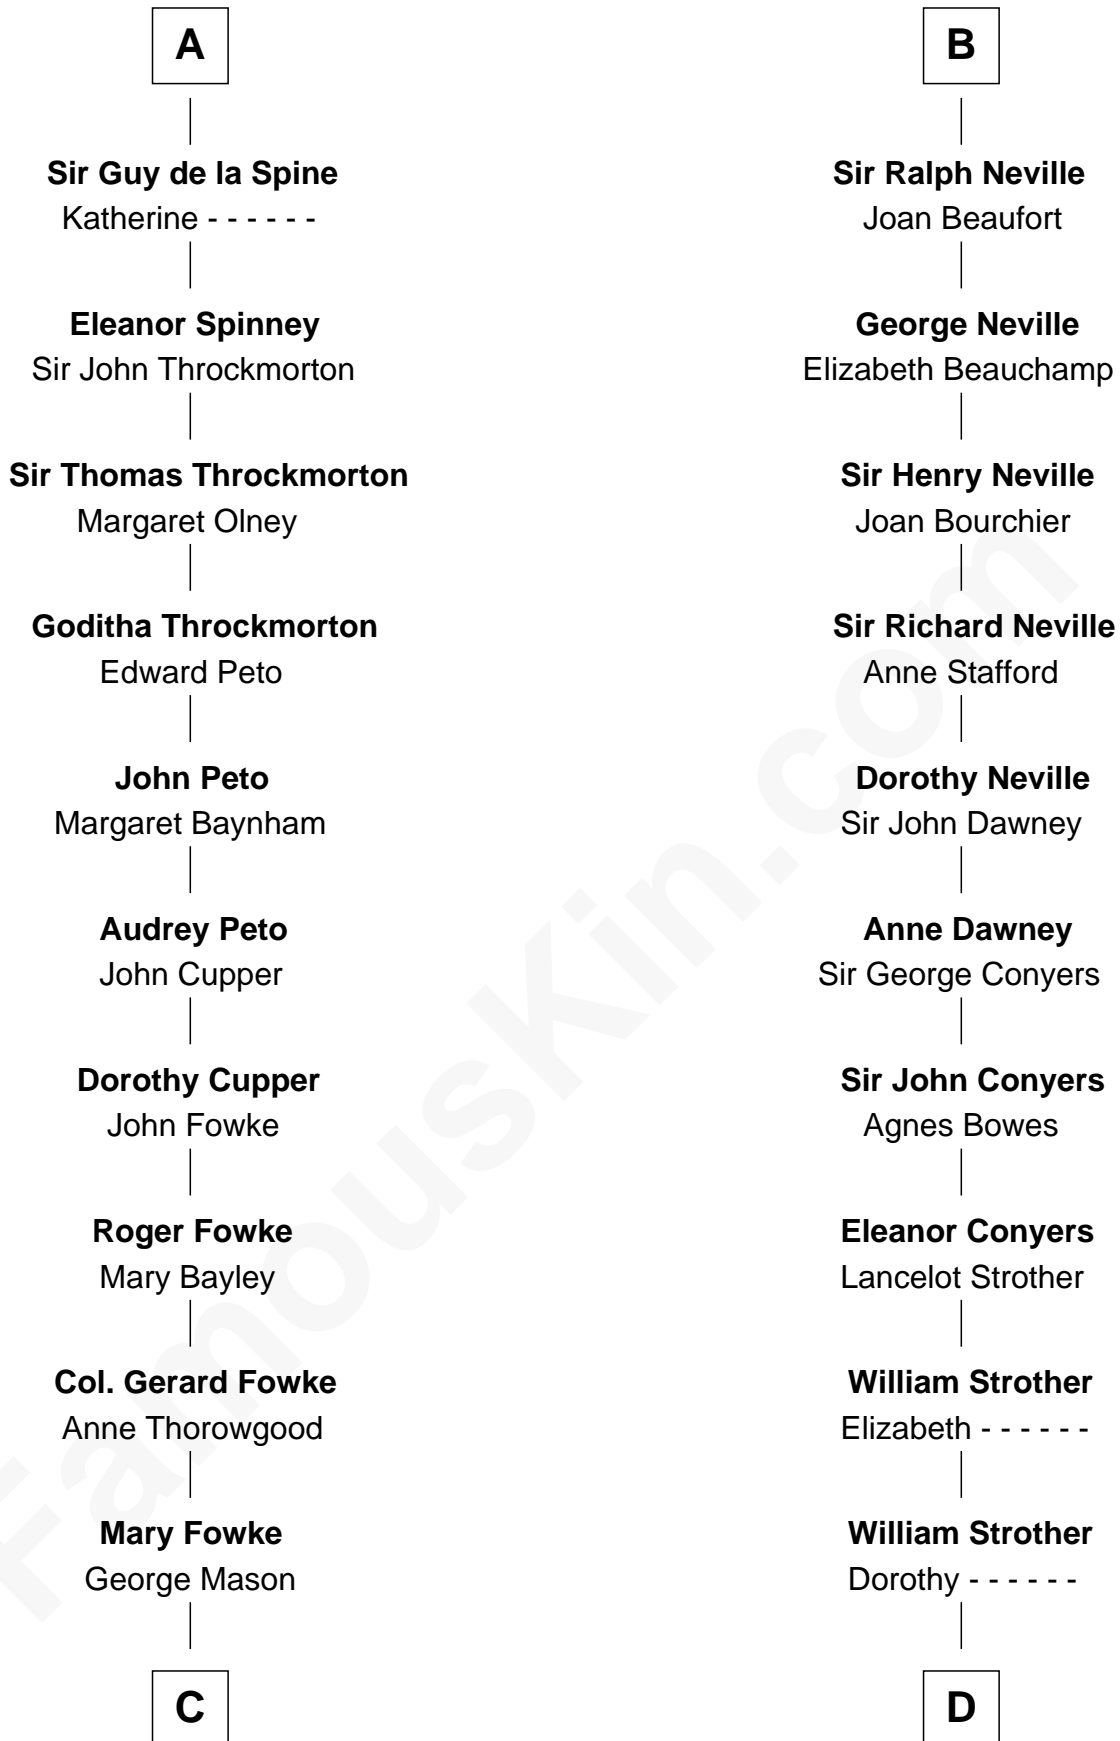 A
Sir Guy de la Spine
Katherine - - - - - -
Eleanor Spinney
Sir John Throckmorton
Sir Thomas Throckmorton
Margaret Olney
Goditha Throckmorton
Edward Peto
John Peto
Margaret Baynham
Audrey Peto
John Cupper
Dorothy Cupper
John Fowke
Roger Fowke
Mary Bayley
Col. Gerard Fowke
Anne Thorowgood
Mary Fowke
George Mason
C
B
Sir Ralph Neville
Joan Beaufort
George Neville
Elizabeth Beauchamp
Sir Henry Neville
Joan Bourchier
Sir Richard Neville
Anne Stafford
Dorothy Neville
Sir John Dawney
Anne Dawney
Sir George Conyers
Sir John Conyers
Agnes Bowes
Eleanor Conyers
Lancelot Strother
William Strother
Elizabeth - - - - - -
William Strother
Dorothy - - - - - -
D
FamousKin.com